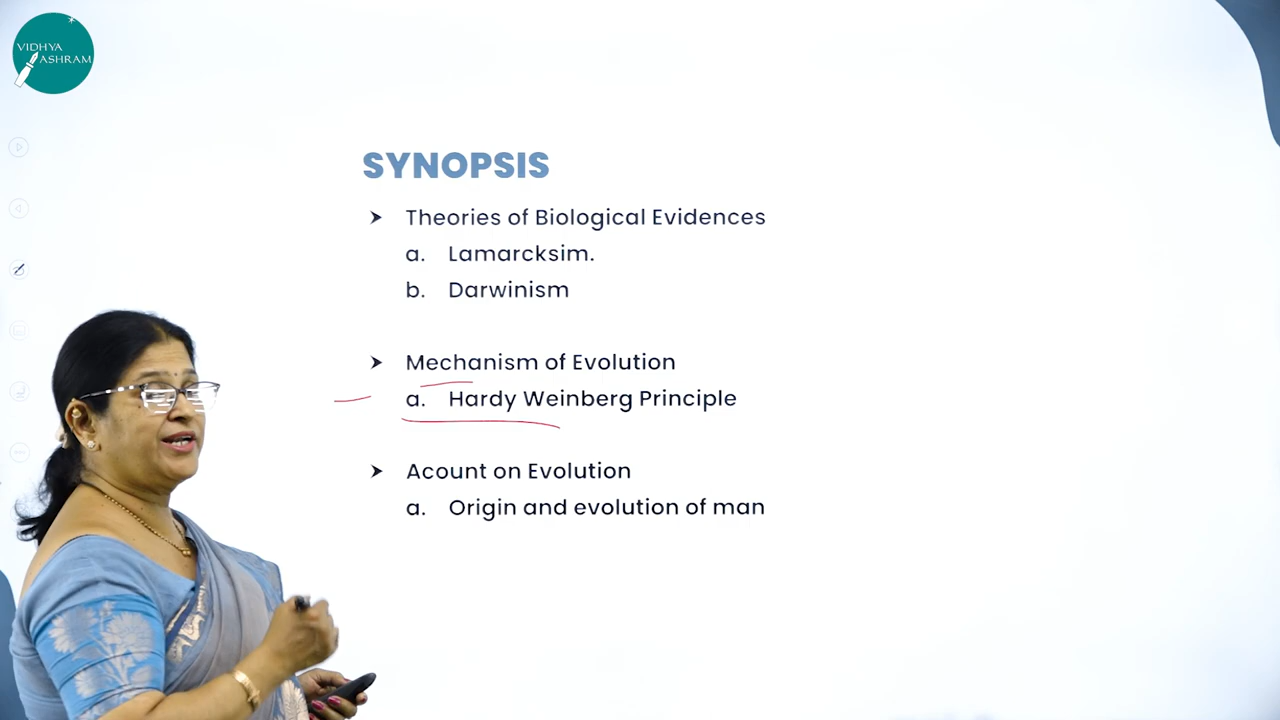 VIDHYA
ASHRAM
SYNOPSIS
➤ Theories of Biological Evidences
a. Lamarcksim.
b. Darwinism
➤ Mechanism of Evolution
a. Hardy Weinberg Principle
➤ Acount on Evolution
a. Origin and evolution of man